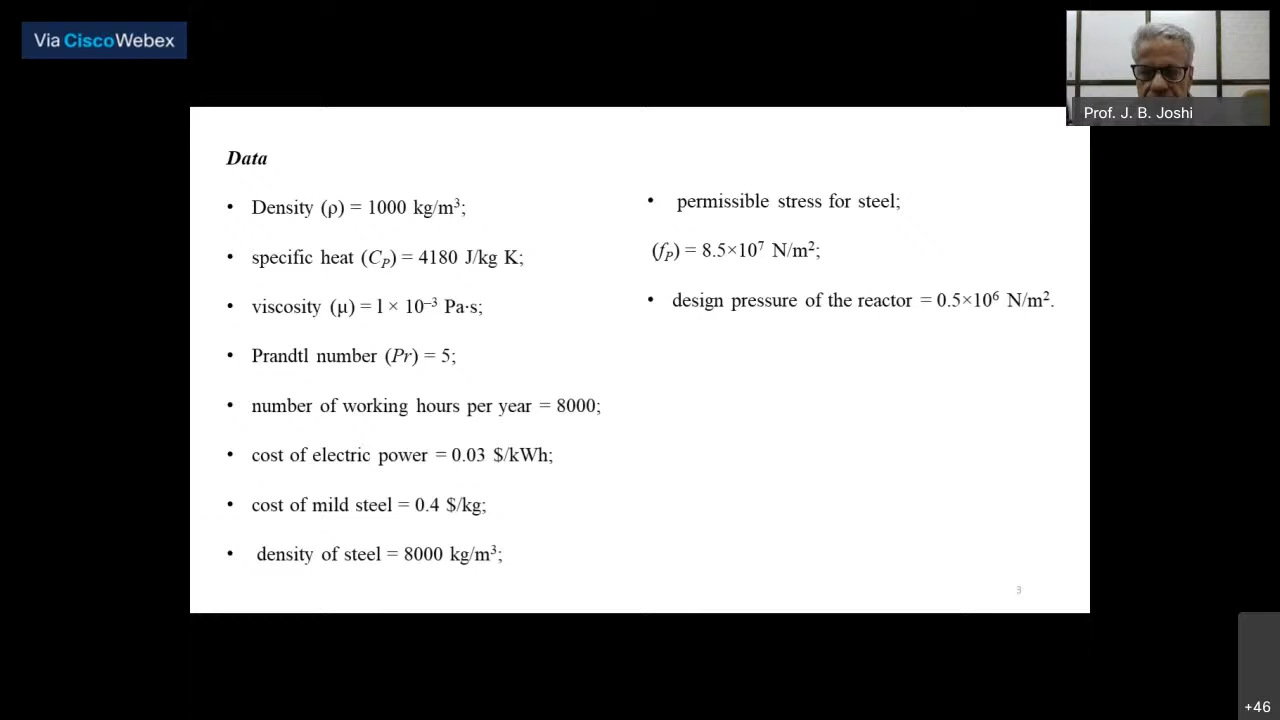 Via CiscoWebex
Prof. J. B. Joshi
Data
• Density (ρ) = 1000 kg/m³;
• specific heat (C_P) = 4180 J/kg K;
• viscosity (μ) = 1 × 10⁻³ Pa·s;
• Prandtl number (Pr) = 5;
• number of working hours per year = 8000;
• cost of electric power = 0.03 $/kWh;
• cost of mild steel = 0.4 $/kg;
• density of steel = 8000 kg/m³;
• permissible stress for steel;
(f_P) = 8.5×10⁷ N/m²;
• design pressure of the reactor = 0.5×10⁶ N/m².
3
+46